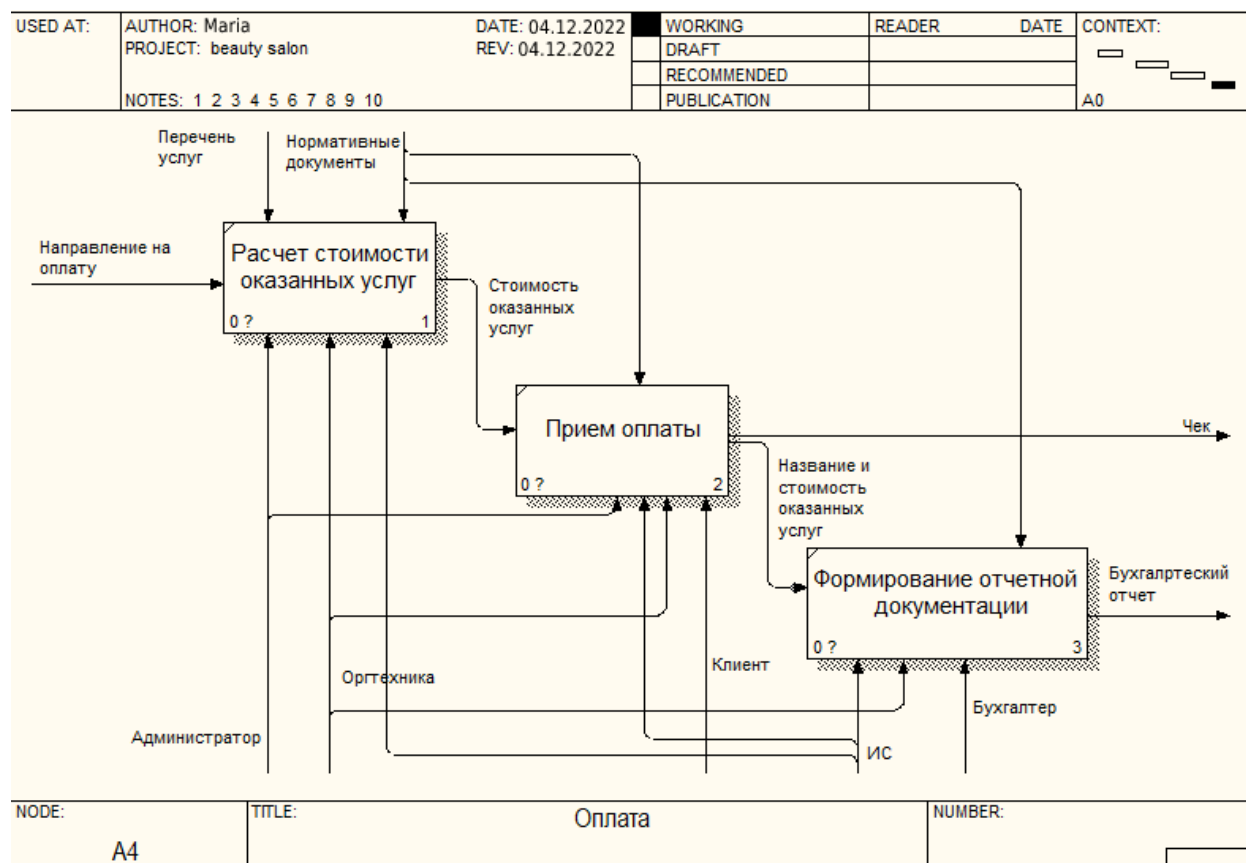 USED AT:
AUTHOR: Maria
DATE: 04.12.2022
WORKING
READER
DATE
CONTEXT:
PROJECT: beauty salon
REV: 04.12.2022
DRAFT
RECOMMENDED
NOTES: 1 2 3 4 5 6 7 8 9 10
PUBLICATION
A0
Перечень
услуг
Нормативные
документы
Направление на
оплату
Расчет стоимости
оказанных услуг
0 ?
1
Стоимость
оказанных
услуг
Прием оплаты
0 ?
2
Чек
Название и
стоимость
оказанных
услуг
Формирование отчетной
документации
0 ?
3
Бухгалртеский
отчет
Клиент
Оргтехника
Бухгалтер
Администратор
ИС
NODE:
A4
TITLE:
Оплата
NUMBER: